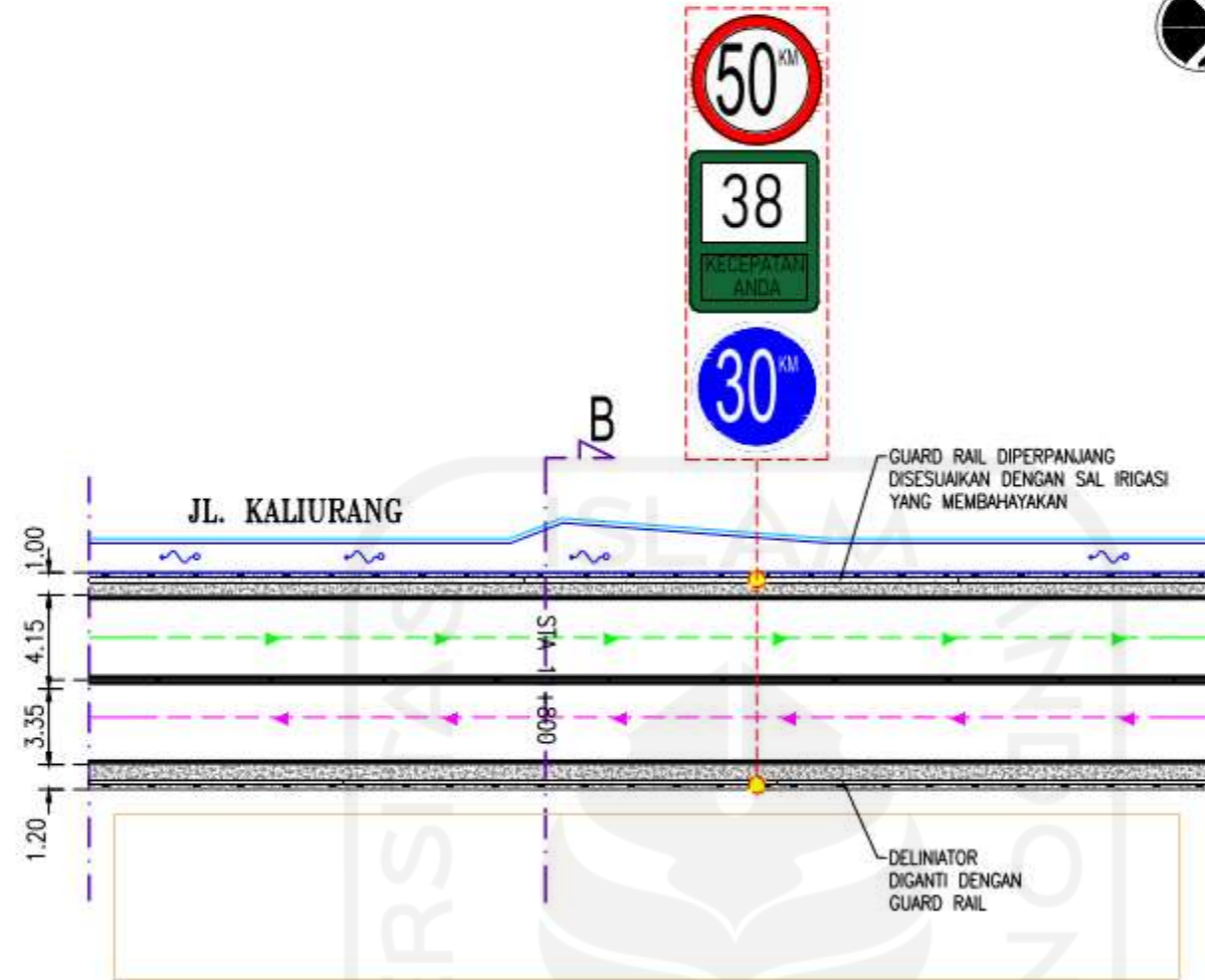 50 KM
38
KECEPATAN
ANDA
30 KM
B
GUARD RAIL DIPERPANJANG
DISESUAIKAN DENGAN SAL IRIGASI
YANG MEMBAHAYAKAN
JL. KALIURANG
ISLAM
1.00
4.15
3.35
1.20
STA 1 +800
DELINIATOR
DIGANTI DENGAN
GUARD RAIL